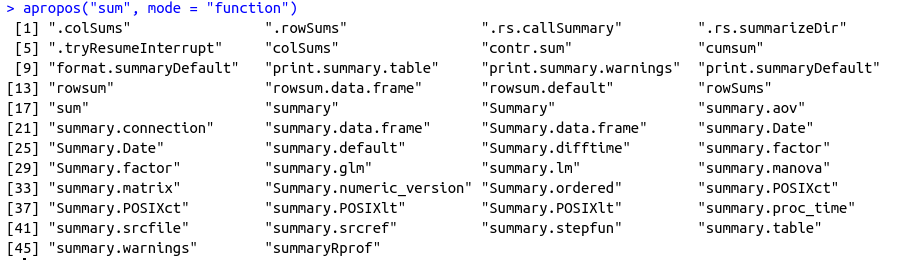 > apropos("sum", mode = "function")
[1] ".colSums" ".rowSums" ".rs.callSummary" ".rs.summarizeDir"
[5] ".tryResumeInterrupt" "colSums" "contr.sum" "cumsum"
[9] "format.summaryDefault" "print.summary.table" "print.summary.warnings" "print.summaryDefault"
[13] "rowsum" "rowsum.data.frame" "rowsum.default" "rowSums"
[17] "sum" "summary" "Summary" "summary.aov"
[21] "summary.connection" "summary.data.frame" "Summary.data.frame" "summary.Date"
[25] "Summary.Date" "summary.default" "Summary.difftime" "summary.factor"
[29] "Summary.factor" "summary.glm" "summary.lm" "summary.manova"
[33] "summary.matrix" "Summary.numeric_version" "Summary.ordered" "summary.POSIXct"
[37] "Summary.POSIXct" "summary.POSIXlt" "Summary.POSIXlt" "summary.proc_time"
[41] "summary.srcfile" "summary.srcref" "summary.stepfun" "summary.table"
[45] "summary.warnings" "summaryRprof"